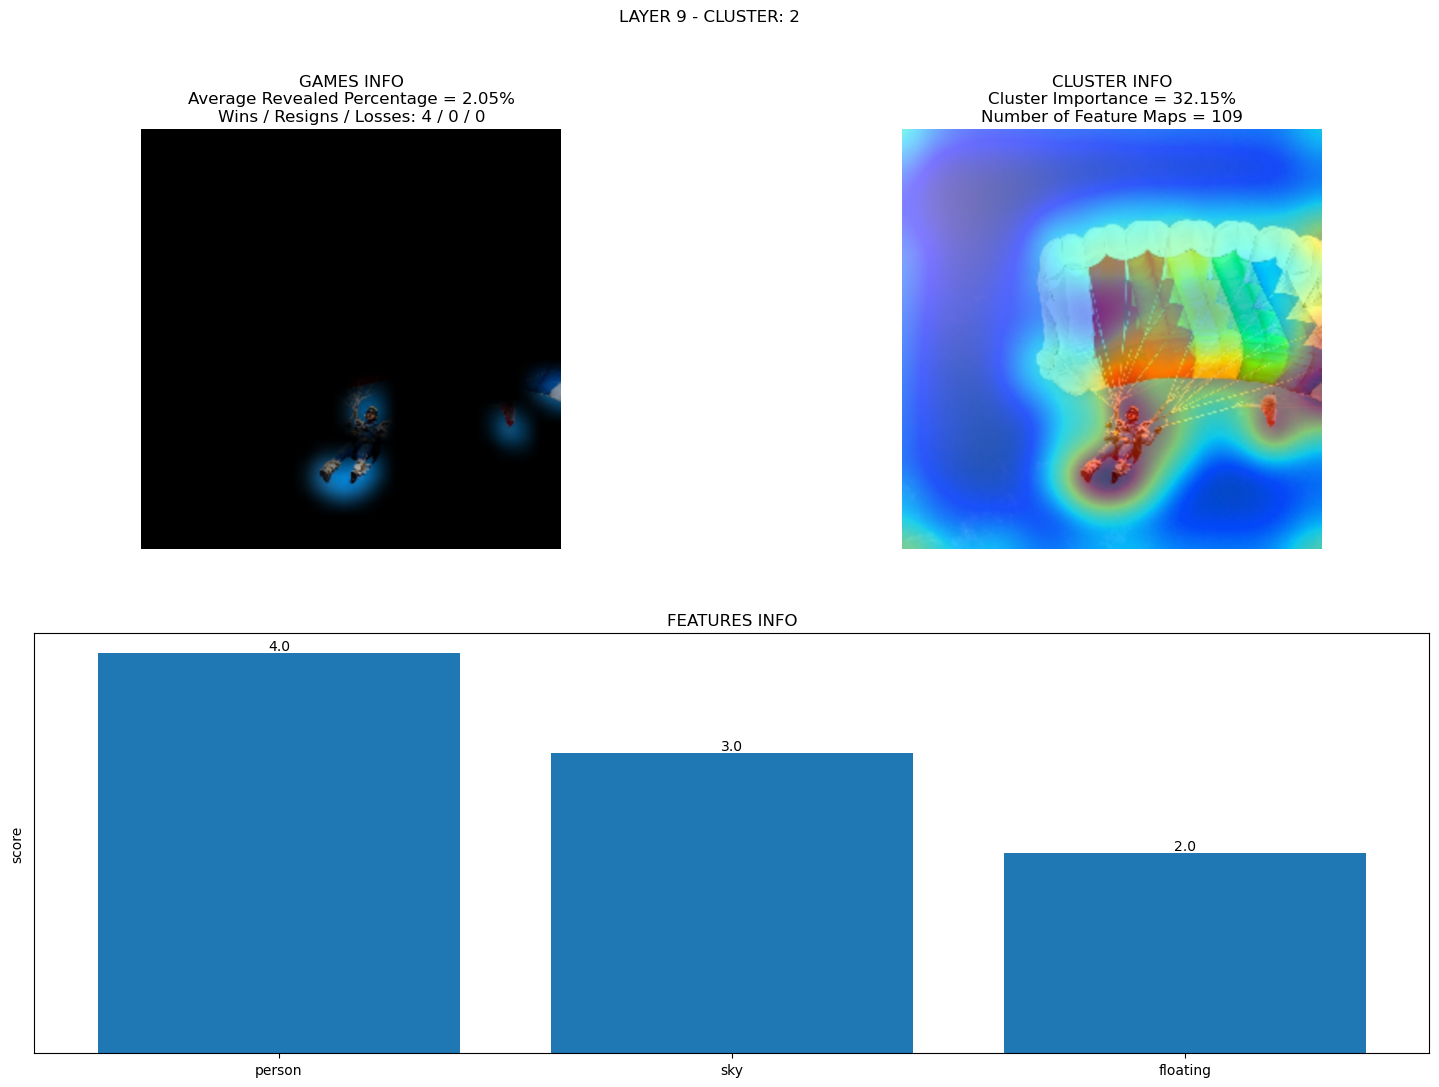 LAYER 9 - CLUSTER: 2
GAMES INFO
Average Revealed Percentage = 2.05%
Wins / Resigns / Losses: 4 / 0 / 0
CLUSTER INFO
Cluster Importance = 32.15%
Number of Feature Maps = 109
FEATURES INFO
score
4.0
3.0
2.0
person
sky
floating